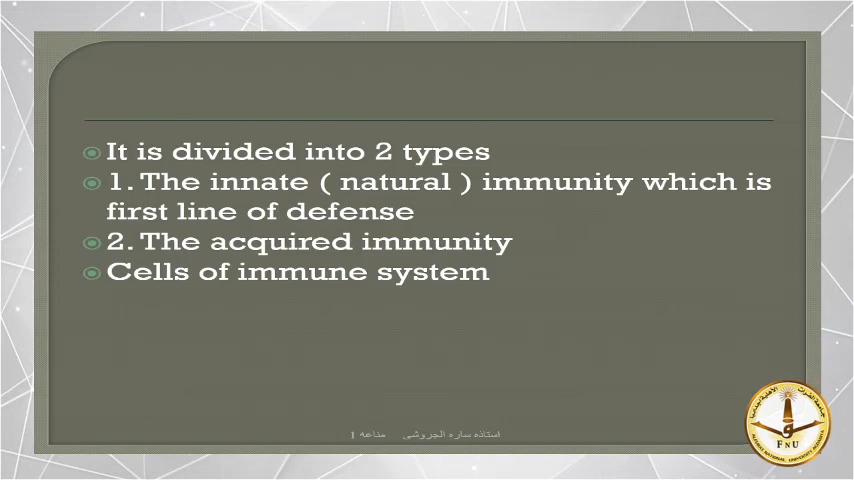 It is divided into 2 types
1. The innate ( natural ) immunity which is
first line of defense
2. The acquired immunity
Cells of immune system
استاذه ساره الجروشي مناعه 1
FNU